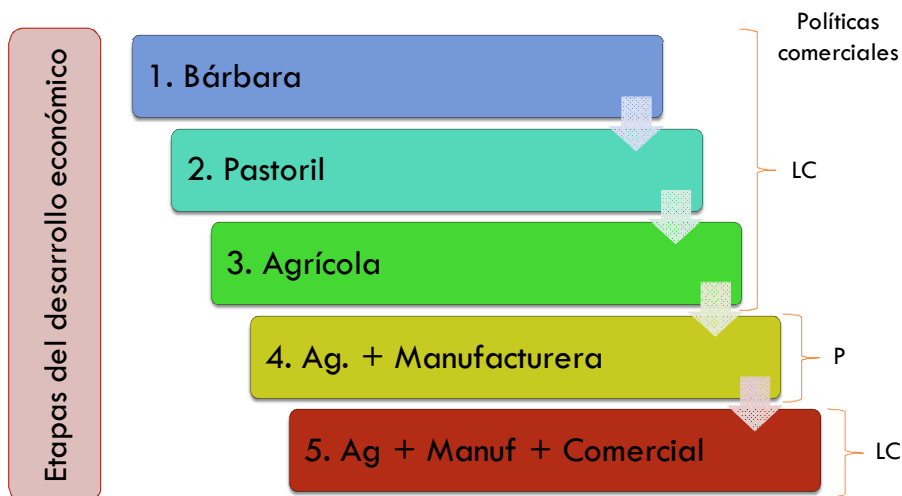 Etapas del desarrollo económico
Políticas
comerciales
1. Bárbara
2. Pastoril
LC
3. Agrícola
4. Ag. + Manufacturera
P
5. Ag + Manuf + Comercial
LC